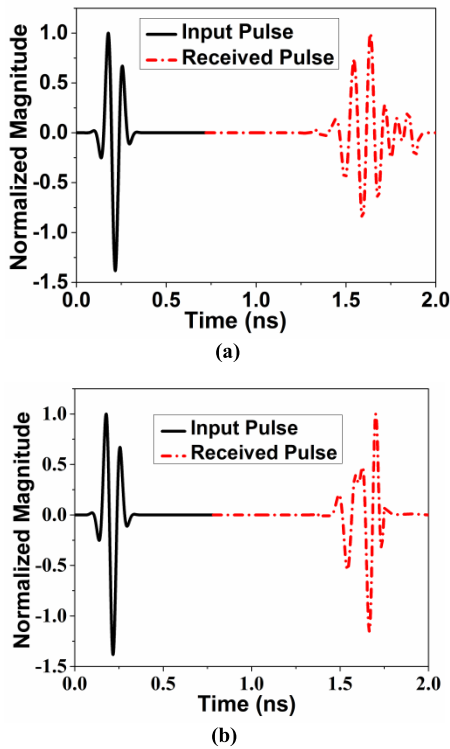 Input Pulse
Received Pulse
Normalized Magnitude
1.0
0.5
0.0
-0.5
-1.0
-1.5
0.0
0.5
1.0
1.5
2.0
Time (ns)
(a)
Input Pulse
Received Pulse
Normalized Magnitude
1.0
0.5
0.0
-0.5
-1.0
-1.5
0.0
0.5
1.0
1.5
2.0
Time (ns)
(b)